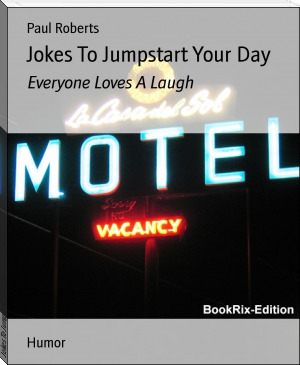 Paul Roberts
Jokes To Jumpstart Your Day
Everyone Loves A Laugh
La Casa del Sol
MOTEL
Sorry
VACANCY
BookRix-Edition
Humor